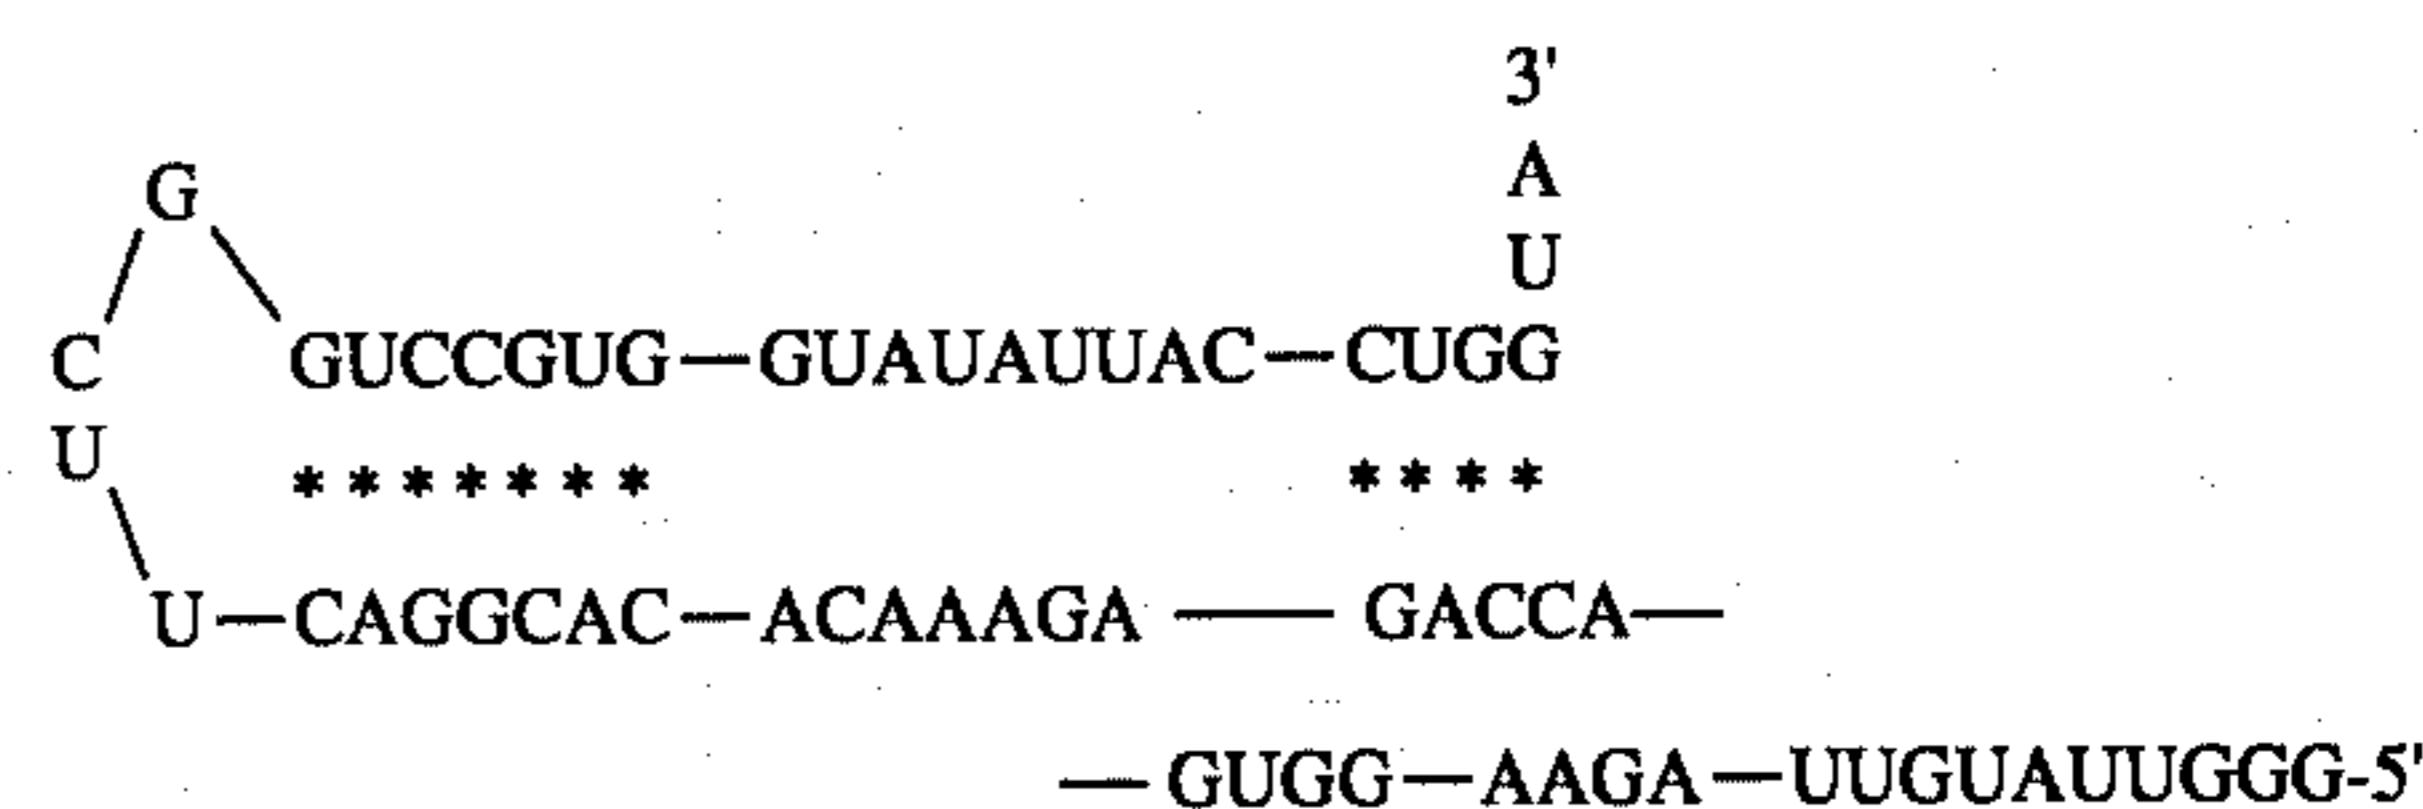 3'
A
U
G
C GUCCGUG—GUAUAUUAC—CUGG
U
* * * * * * * * * * *
U—CAGGCAC—ACAAAGA—GACCA—
—GUGG—AAGA—UUGUAUUGGG-5'